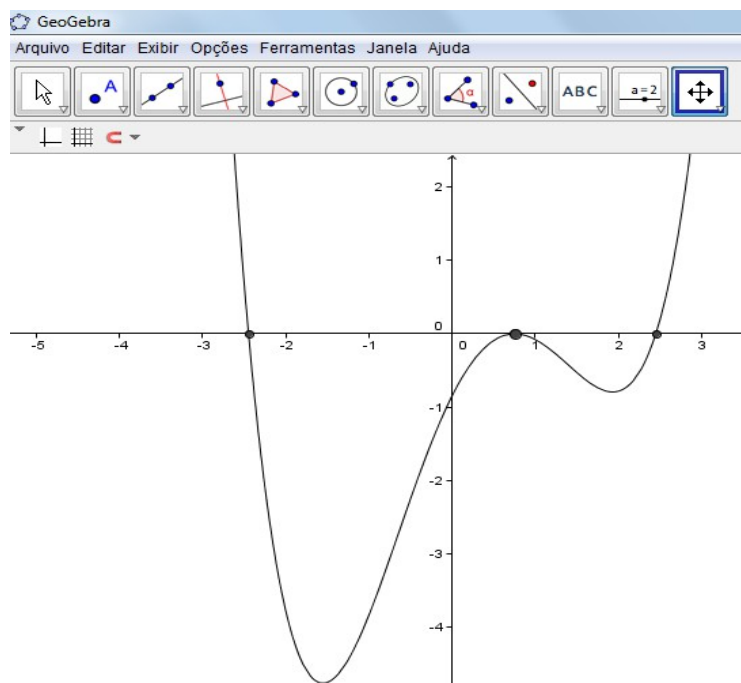 GeoGebra
Arquivo Editar Exibir Opções Ferramentas Janela Ajuda
A α ABC a=2
2
1
0
-5 -4 -3 -2 -1 0 1 2 3
-1
-2
-3
-4